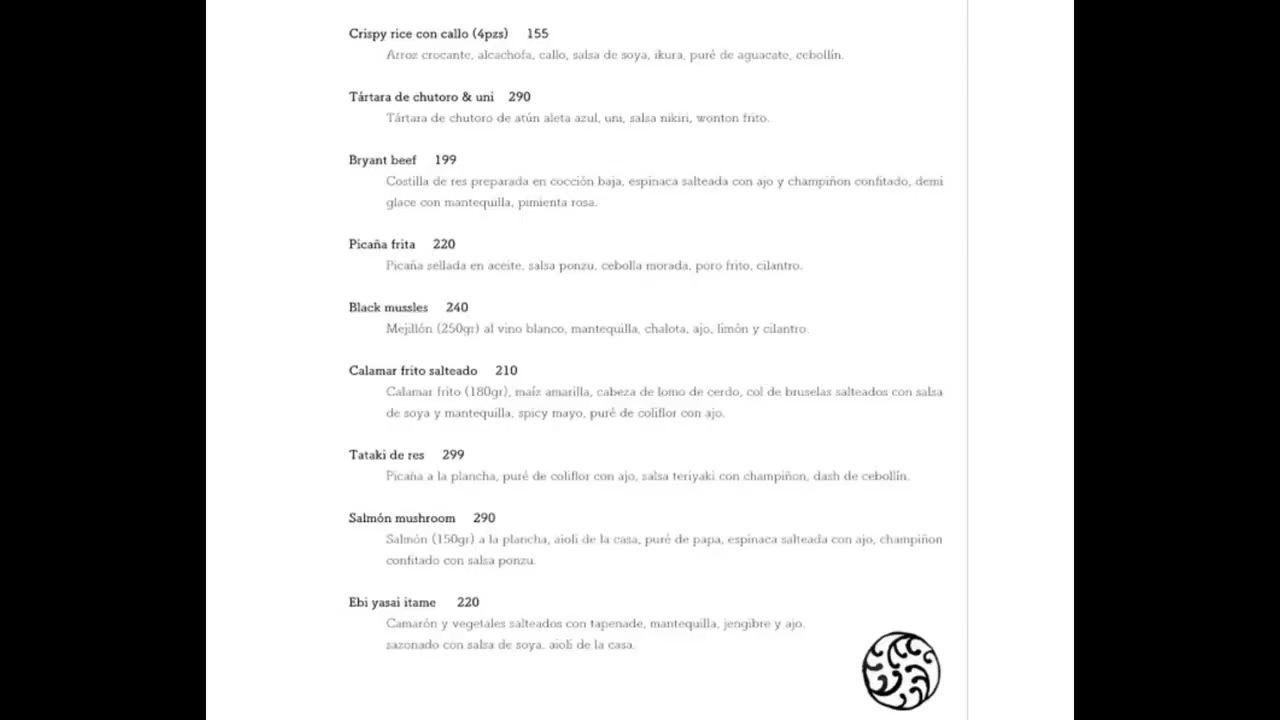 Crispy rice con callo (4pzs) 155
Arroz crocante, alcachofa, callo, salsa de soya, ikura, puré de aguacate, cebollín.
Tártara de chutoro & uni 290
Tártara de chutoro de atún aleta azul, uni, salsa nikiri, wonton frito.
Bryant beef 199
Costilla de res preparada en cocción baja, espinaca salteada con ajo y champiñon confitado, demi
glace con mantequilla, pimienta rosa.
Picaña frita 220
Picaña sellada en aceite, salsa ponzu, cebolla morada, poro frito, cilantro.
Black mussles 240
Mejillón (250gr) al vino blanco, mantequilla, chalota, ajo, limón y cilantro.
Calamar frito salteado 210
Calamar frito (180gr), maíz amarilla, cabeza de lomo de cerdo, col de bruselas salteados con salsa
de soya y mantequilla, spicy mayo, puré de coliflor con ajo.
Tataki de res 299
Picaña a la plancha, puré de coliflor con ajo, salsa teriyaki con champiñon, dash de cebollín.
Salmón mushroom 290
Salmón (150gr) a la plancha, aioli de la casa, puré de papa, espinaca salteada con ajo, champiñon
confitado con salsa ponzu.
Ebi yasai itame 220
Camarón y vegetales salteados con tapenade, mantequilla, jengibre y ajo,
sazonado con salsa de soya, aioli de la casa.